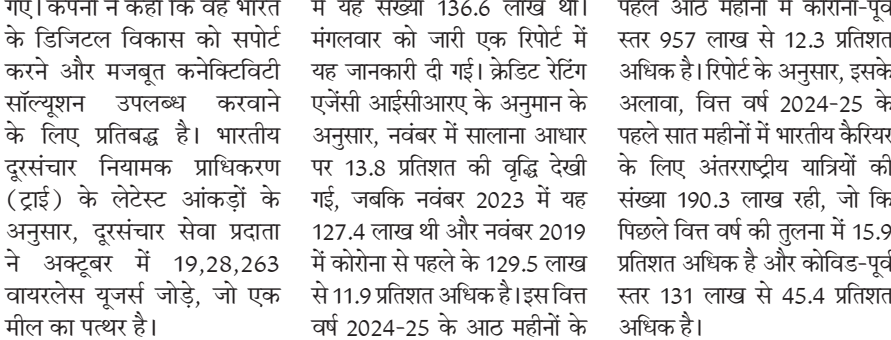 गए। कंपनी ने कहा कि वह भारत
के डिजिटल विकास को सपोर्ट
करने और मजबूत कनेक्टिविटी
सॉल्यूशन उपलब्ध करवाने
के लिए प्रतिबद्ध है। भारतीय
दूरसंचार नियामक प्राधिकरण
(ट्राई) के लेटेस्ट आंकड़ों के
अनुसार, दूरसंचार सेवा प्रदाता
ने अक्टूबर में 19,28,263
वायरलेस यूजर्स जोड़े, जो एक
मील का पत्थर है।
में यह संख्या 136.6 लाख थी।
मंगलवार को जारी एक रिपोर्ट में
यह जानकारी दी गई। क्रेडिट रेटिंग
एजेंसी आईसीआरए के अनुमान के
अनुसार, नवंबर में सालाना आधार
पर 13.8 प्रतिशत की वृद्धि देखी
गई, जबकि नवंबर 2023 में यह
127.4 लाख थी और नवंबर 2019
में कोरोना से पहले के 129.5 लाख
से 11.9 प्रतिशत अधिक है। इस वित्त
वर्ष 2024-25 के आठ महीनों के
पहले आठ महीनों में कोरोना-पूर्व
स्तर 957 लाख से 12.3 प्रतिशत
अधिक है। रिपोर्ट के अनुसार, इसके
अलावा, वित्त वर्ष 2024-25 के
पहले सात महीनों में भारतीय कैरियर
के लिए अंतरराष्ट्रीय यात्रियों की
संख्या 190.3 लाख रही, जो कि
पिछले वित्त वर्ष की तुलना में 15.9
प्रतिशत अधिक है और कोविड-पूर्व
स्तर 131 लाख से 45.4 प्रतिशत
अधिक है।